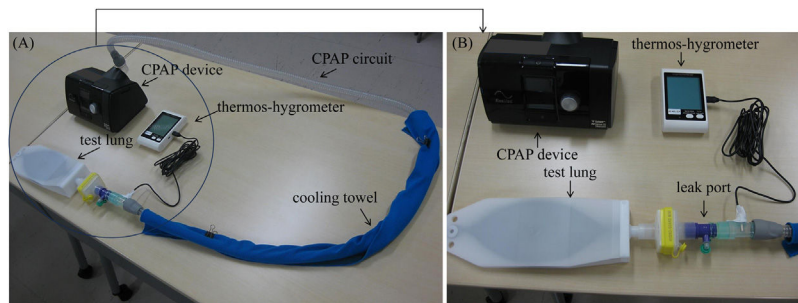 (A)
CPAP circuit
CPAP device
thermos-hygrometer
test lung
cooling towel
(B)
thermos-hygrometer
CPAP device
test lung
leak port